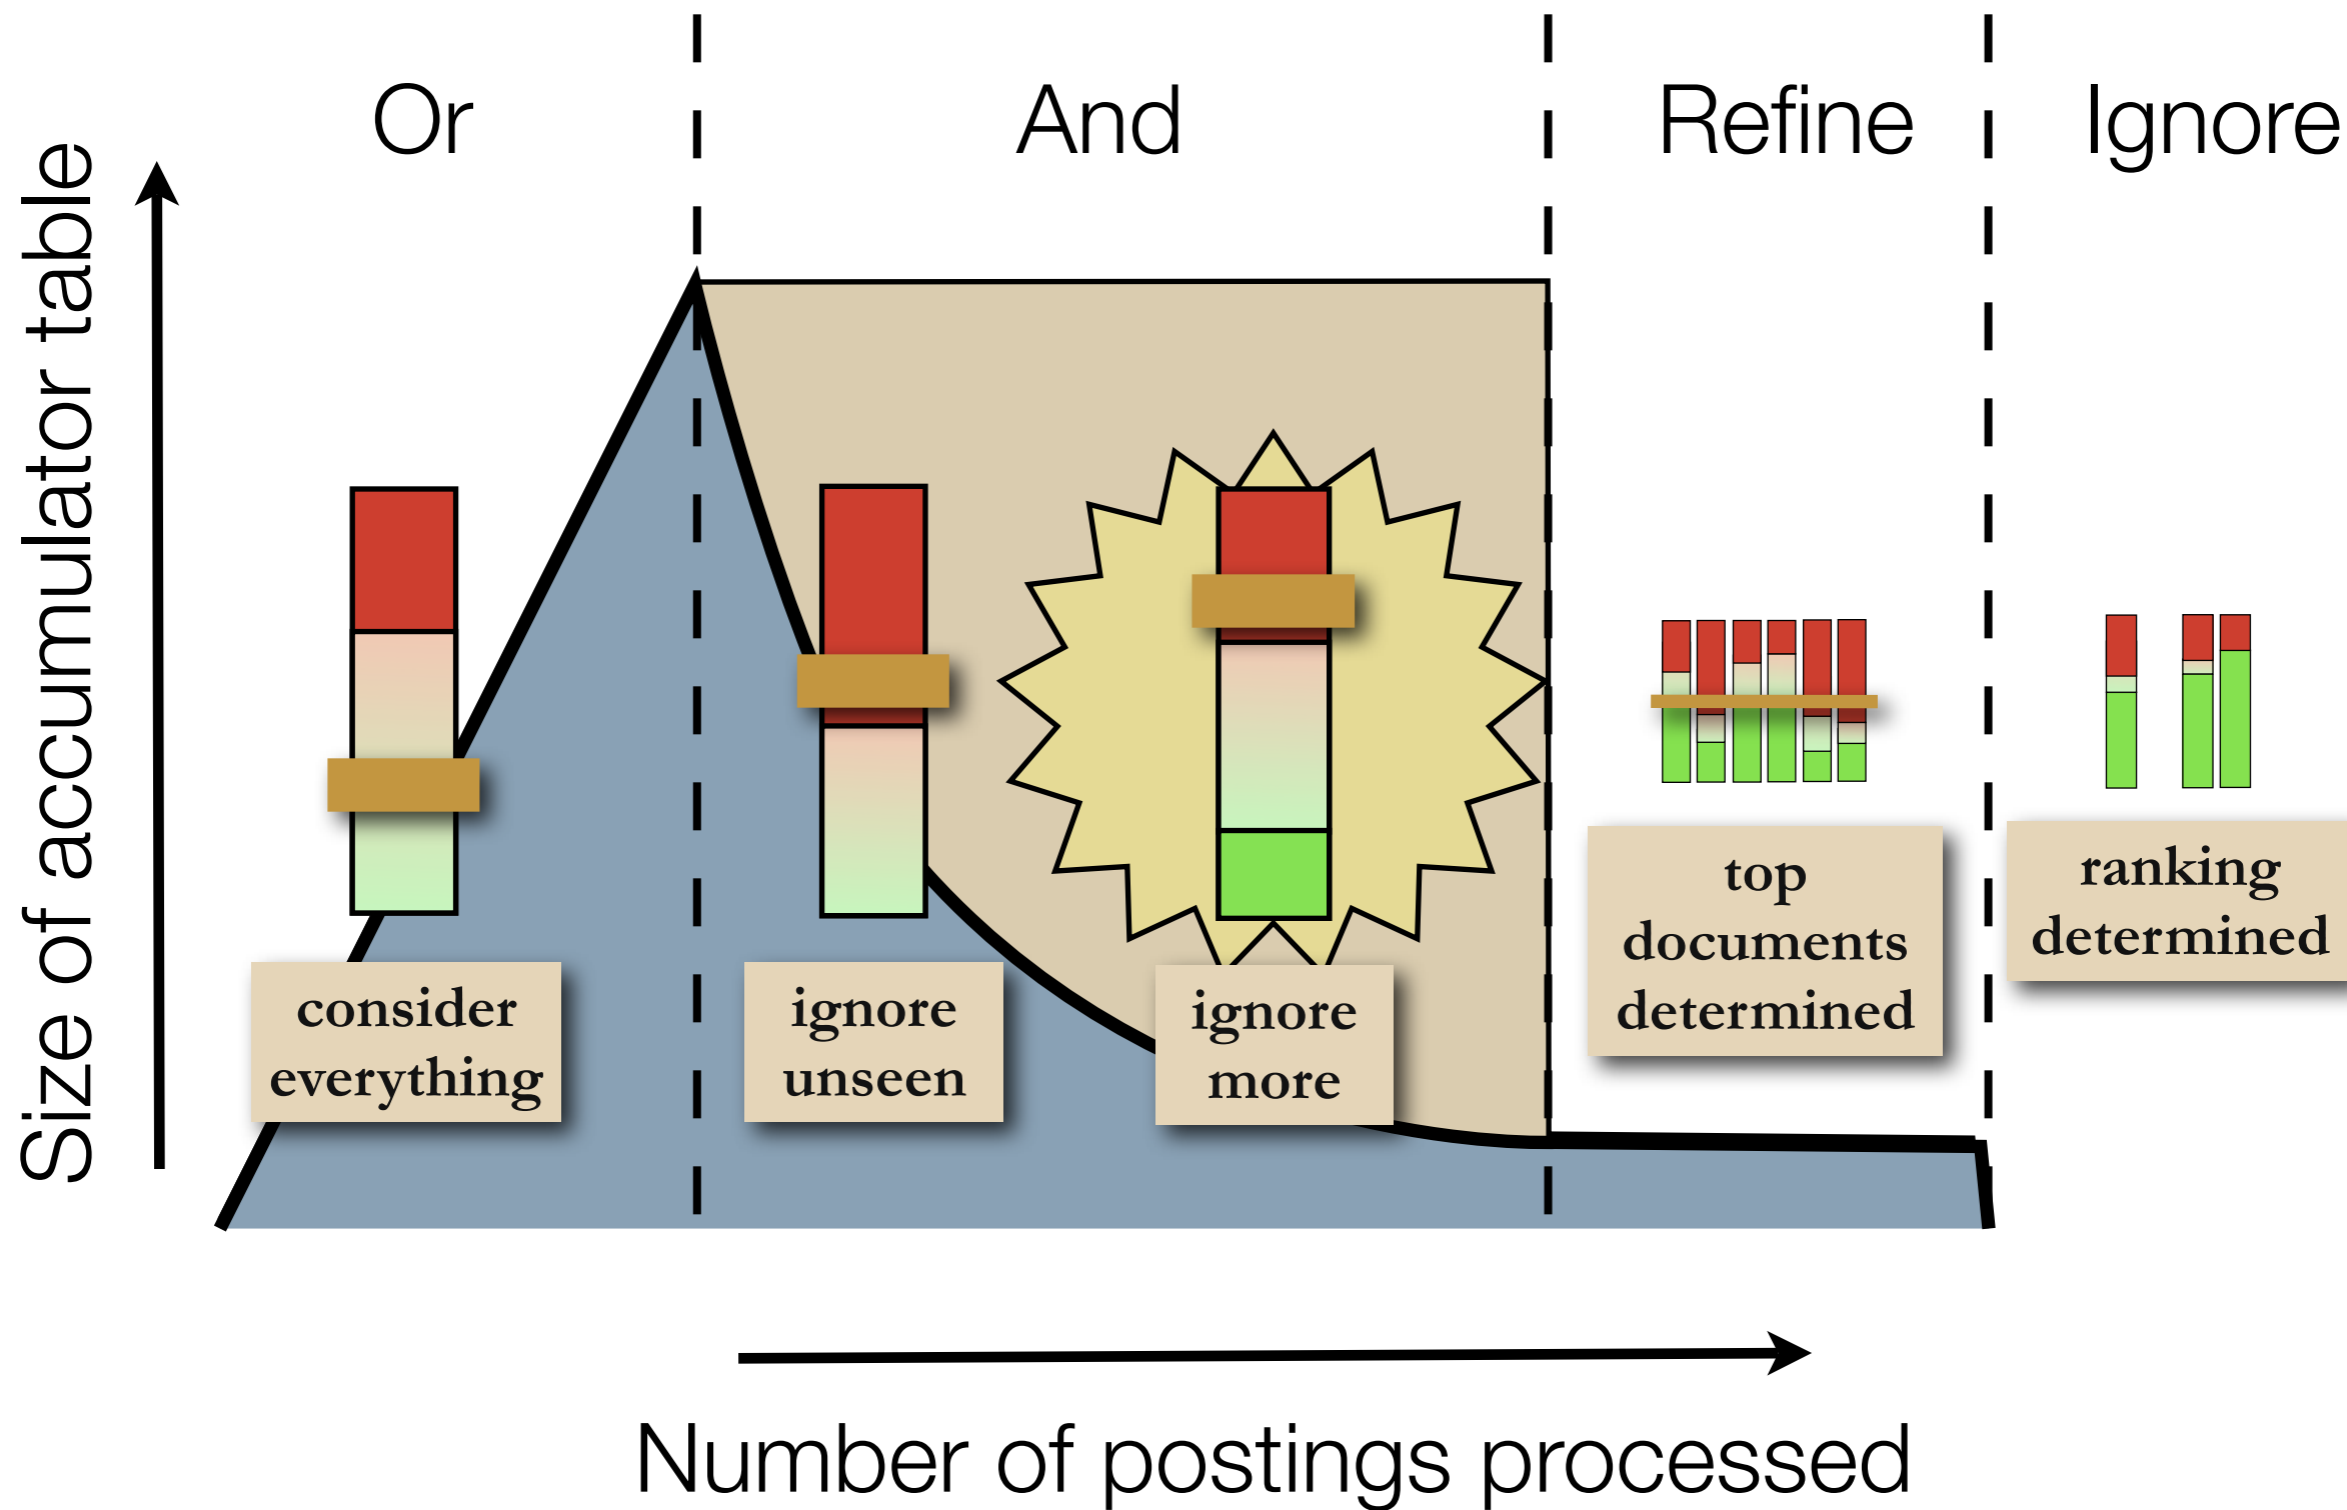 Or
And
Refine
Ignore
Size of accumulator table
consider
everything
ignore
unseen
ignore
more
top
documents
determined
ranking
determined
Number of postings processed